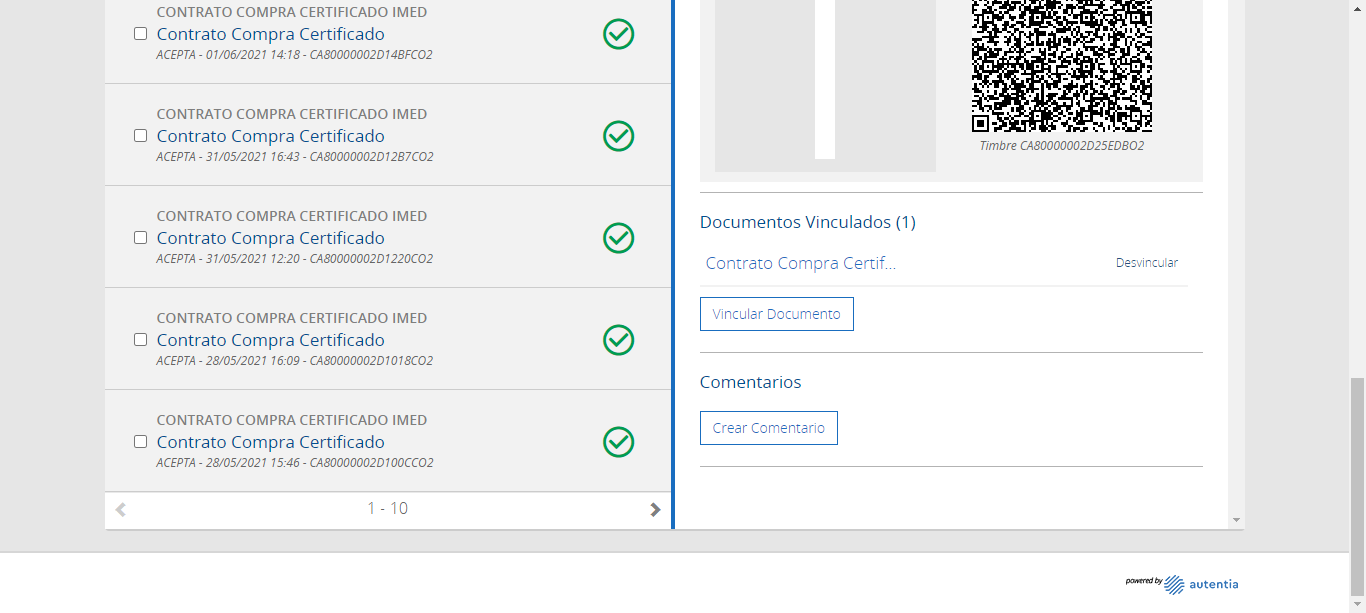 CONTRATO COMPRA CERTIFICADO IMED
Contrato Compra Certificado
ACEPTA - 01/06/2021 14:18 - CA80000002D14BFCO2
CONTRATO COMPRA CERTIFICADO IMED
Contrato Compra Certificado
ACEPTA - 31/05/2021 16:43 - CA80000002D12B7CO2
CONTRATO COMPRA CERTIFICADO IMED
Contrato Compra Certificado
ACEPTA - 31/05/2021 12:20 - CA80000002D1220CO2
CONTRATO COMPRA CERTIFICADO IMED
Contrato Compra Certificado
ACEPTA - 28/05/2021 16:09 - CA80000002D1018CO2
CONTRATO COMPRA CERTIFICADO IMED
Contrato Compra Certificado
ACEPTA - 28/05/2021 15:46 - CA80000002D100CCO2
1 - 10
Timbre CA80000002D25EDBO2
Documentos Vinculados (1)
Contrato Compra Certif...
Desvincular
Vincular Documento
Comentarios
Crear Comentario
powered by autentia